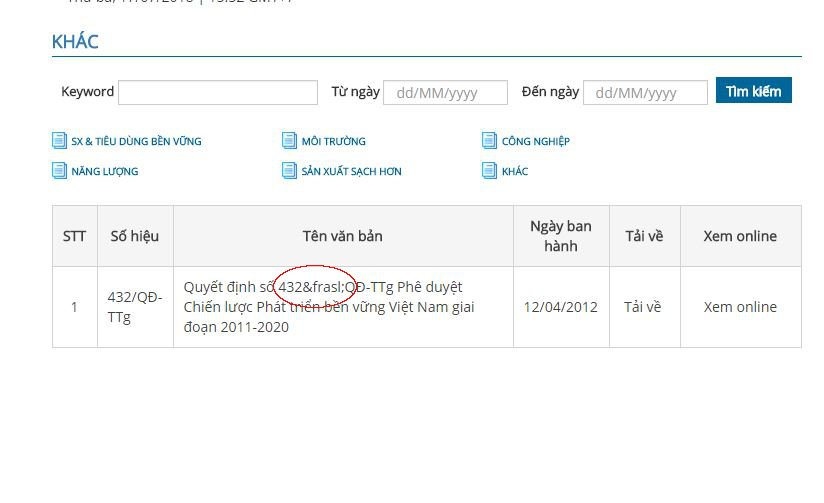 KHÁC
Keyword Từ ngày dd/MM/yyyy Đến ngày dd/MM/yyyy Tìm kiếm
SX & TIÊU DÙNG BỀN VỮNG MÔI TRƯỜNG CÔNG NGHIỆP
NĂNG LƯỢNG SẢN XUẤT SẠCH HƠN KHÁC
STT Số hiệu Tên văn bản Ngày ban hành Tải về Xem online
1 432/QĐ-TTg
Quyết định số 432&frasl;QĐ-TTg Phê duyệt
Chiến lược Phát triển bền vững Việt Nam giai
đoạn 2011-2020
12/04/2012 Tải về Xem online